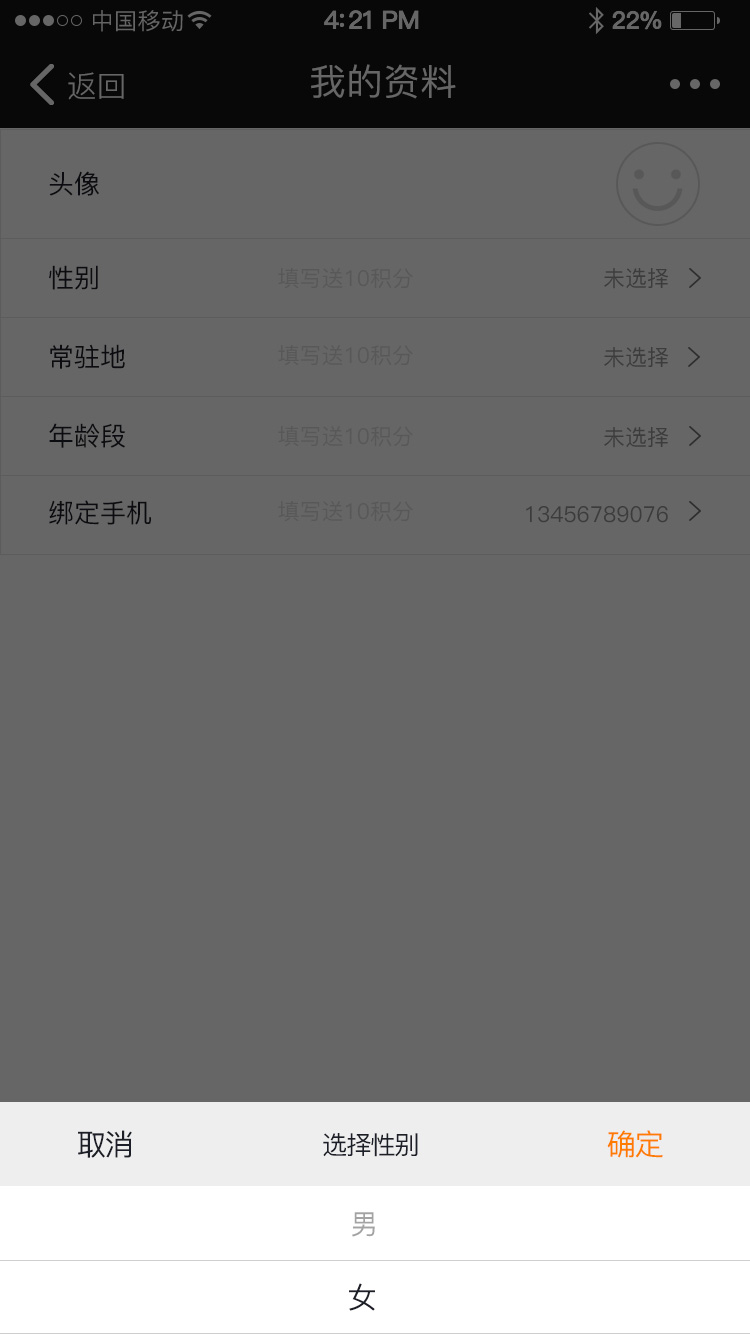 中国移动 4:21 PM 22%
返回 我的资料
头像
性别 填写送10积分 未选择
常驻地 填写送10积分 未选择
年龄段 填写送10积分 未选择
绑定手机 填写送10积分 13456789076
取消 选择性别 确定
男
女